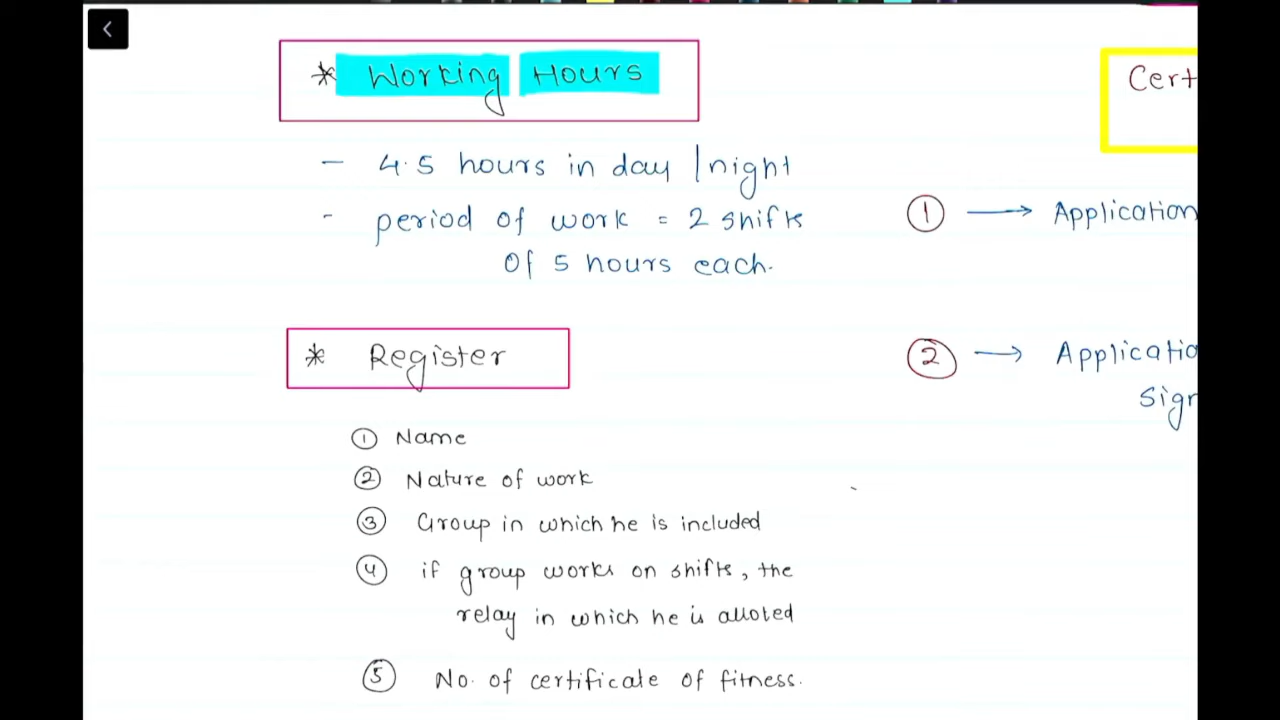 * Working Hours
- 4.5 hours in day/night
- period of work = 2 shifts
of 5 hours each.
* Register
① Name
② Nature of work
③ Group in which he is included
④ if group works on shifts, the
relay in which he is alloted
⑤ No. of certificate of fitness.
Cert
① → Application
② → Applicatio
sign